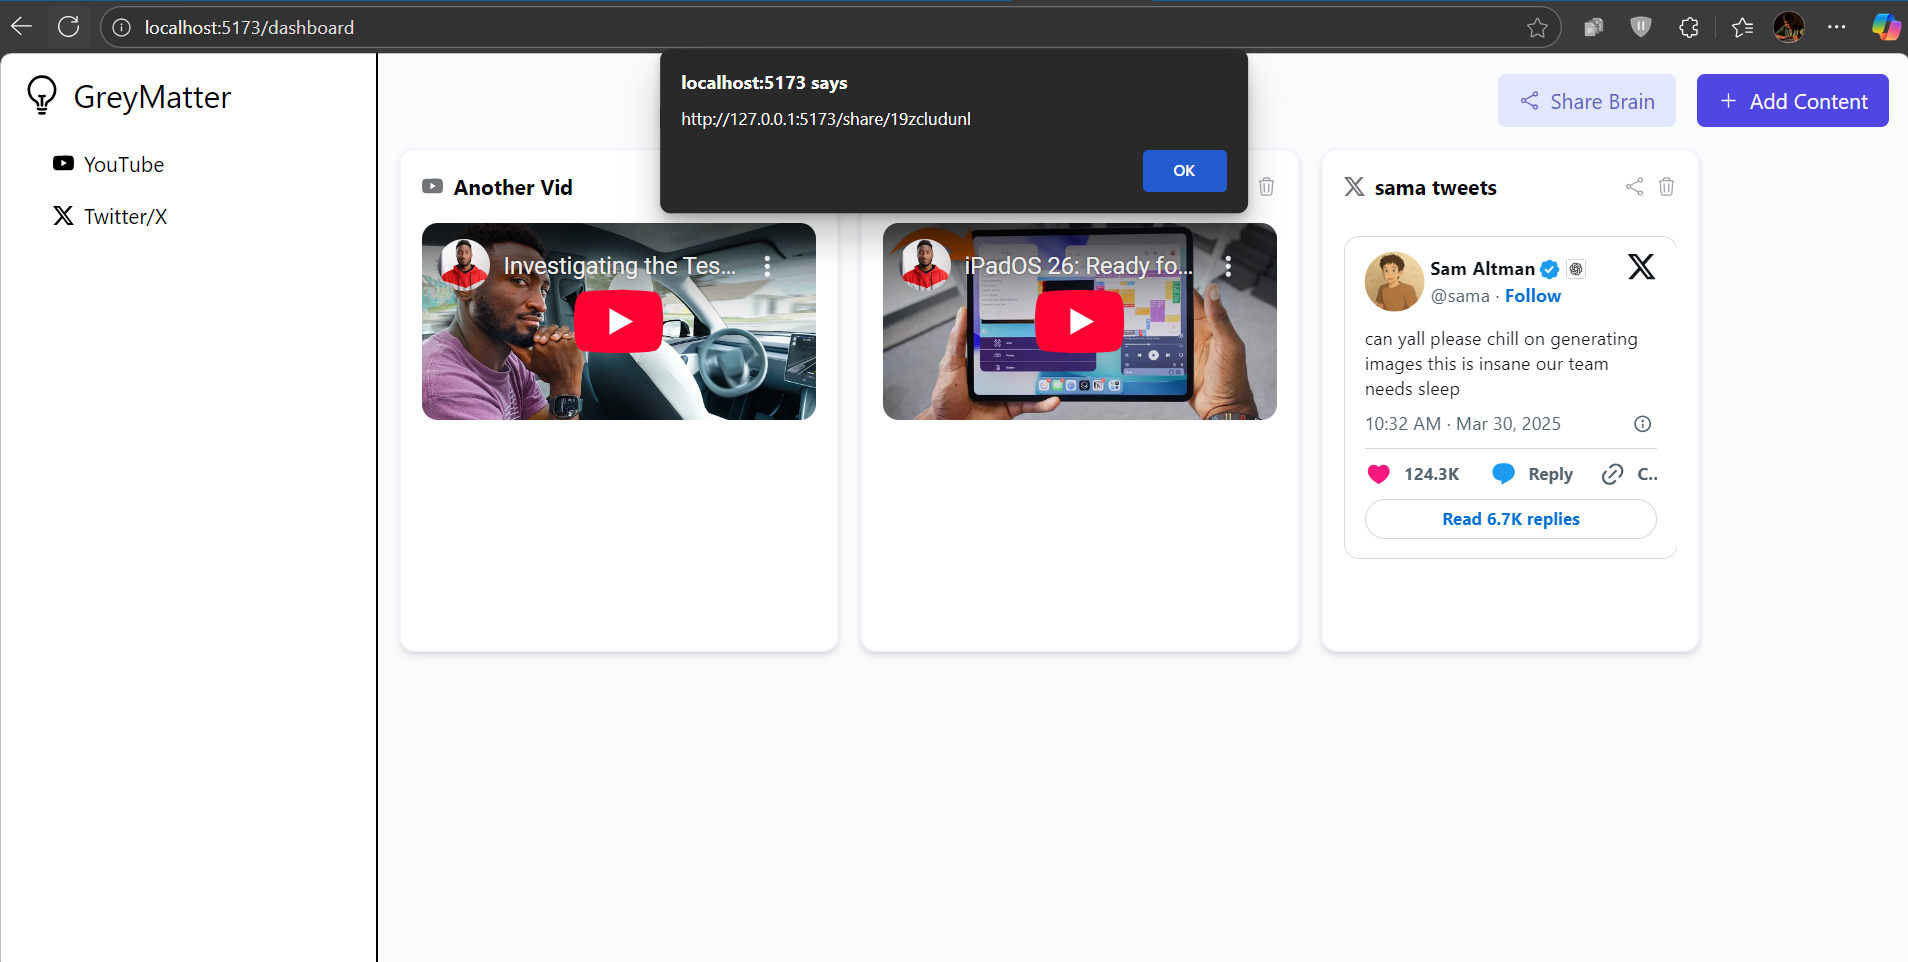 localhost:5173/dashboard
localhost:5173 says
http://127.0.0.1:5173/share/19zcludunl
OK
GreyMatter
YouTube
Twitter/X
Share Brain
+ Add Content
Another Vid
Investigating the Tes...
iPadOS 26: Ready fo...
sama tweets
Sam Altman
@sama · Follow
can yall please chill on generating
images this is insane our team
needs sleep
10:32 AM · Mar 30, 2025
124.3K Reply C..
Read 6.7K replies